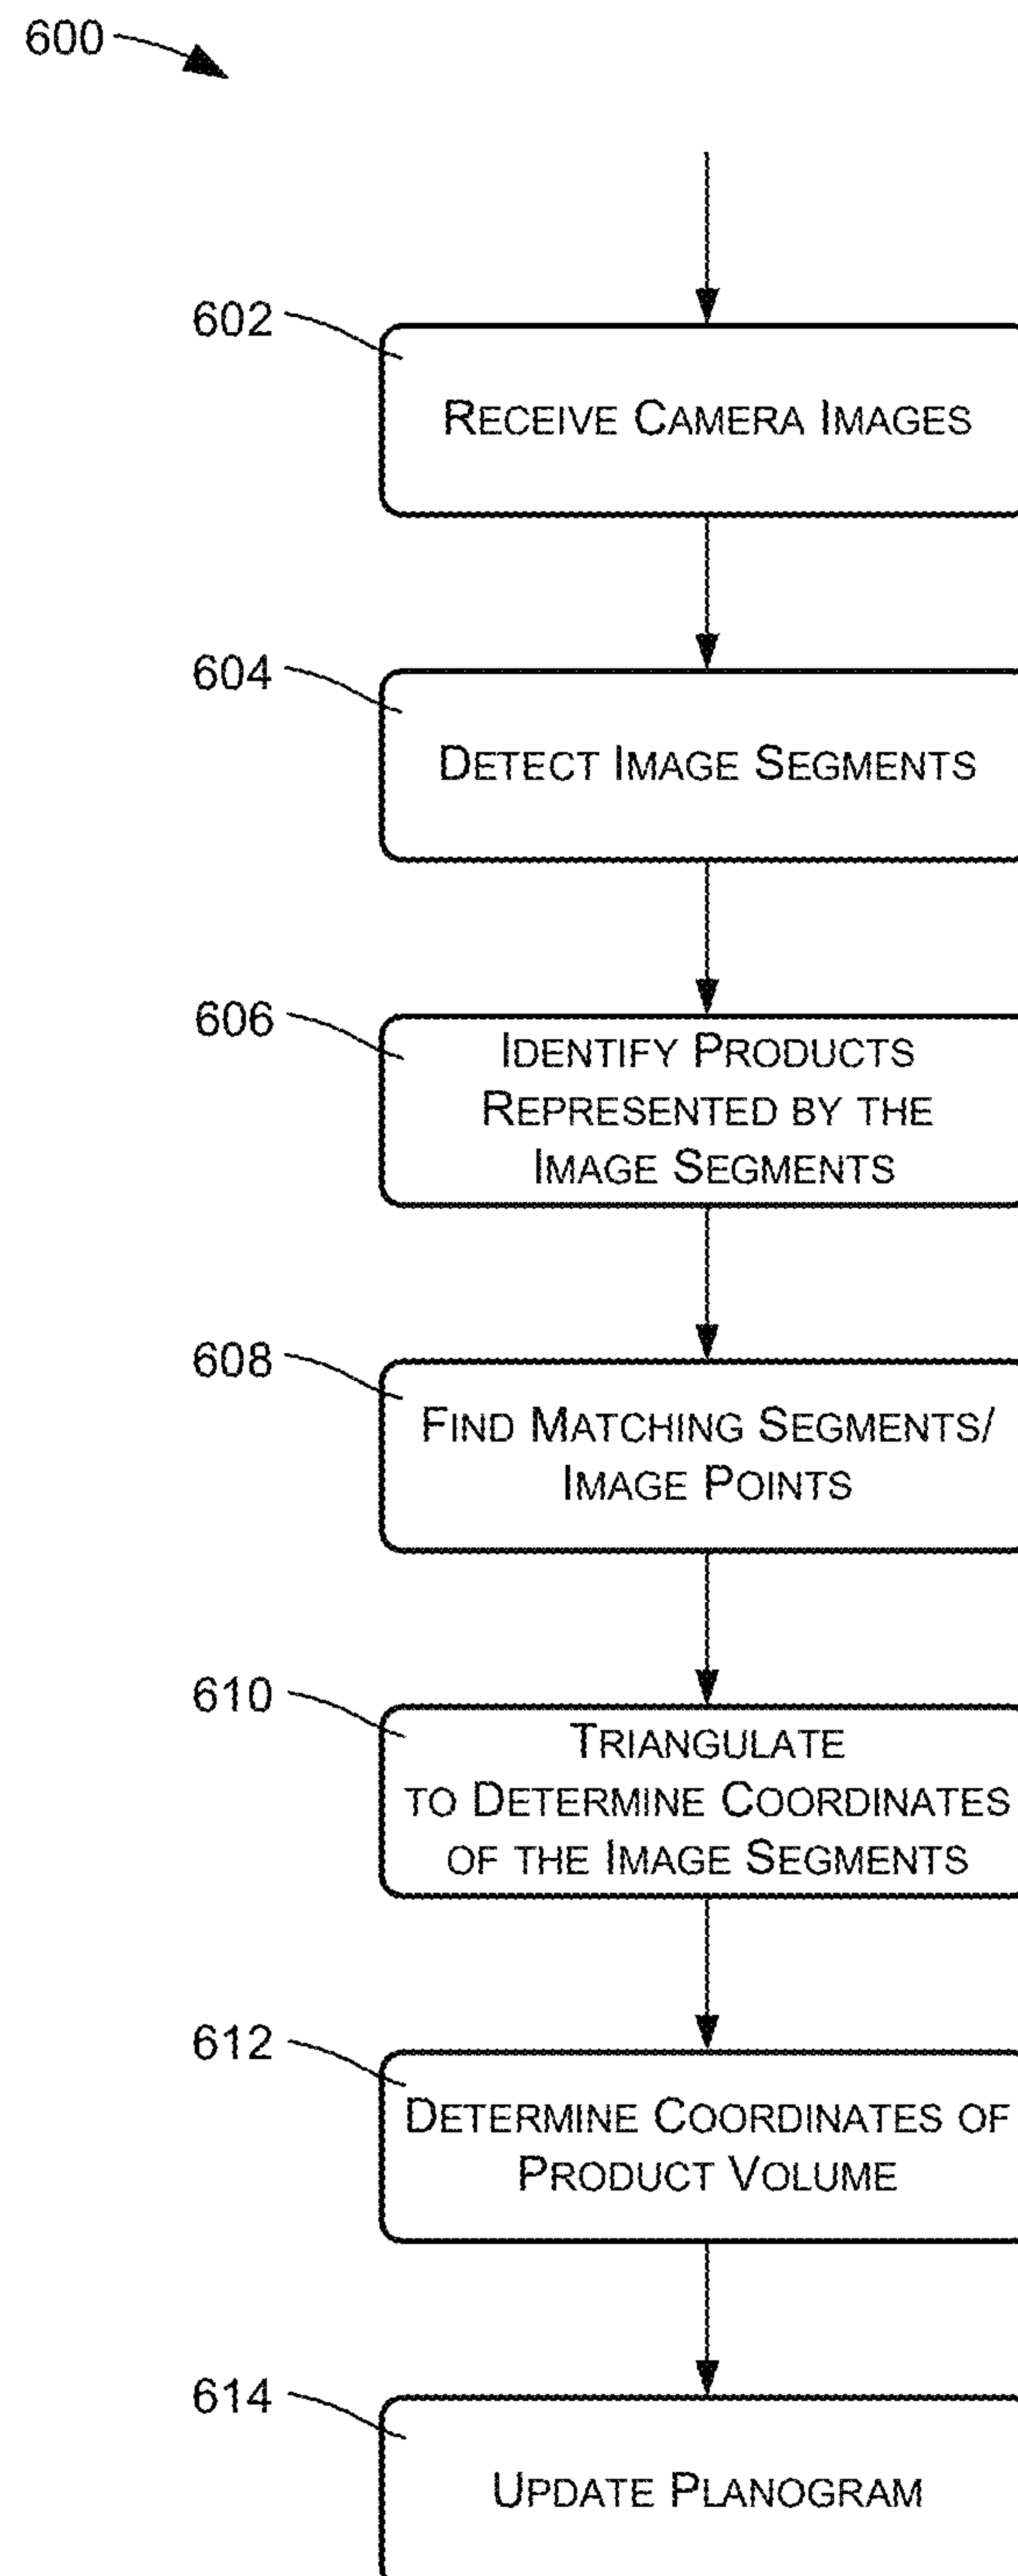 600
602
RECEIVE CAMERA IMAGES
604
DETECT IMAGE SEGMENTS
606
IDENTIFY PRODUCTS
REPRESENTED BY THE
IMAGE SEGMENTS
608
FIND MATCHING SEGMENTS/
IMAGE POINTS
610
TRIANGULATE
TO DETERMINE COORDINATES
OF THE IMAGE SEGMENTS
612
DETERMINE COORDINATES OF
PRODUCT VOLUME
614
UPDATE PLANOGRAM